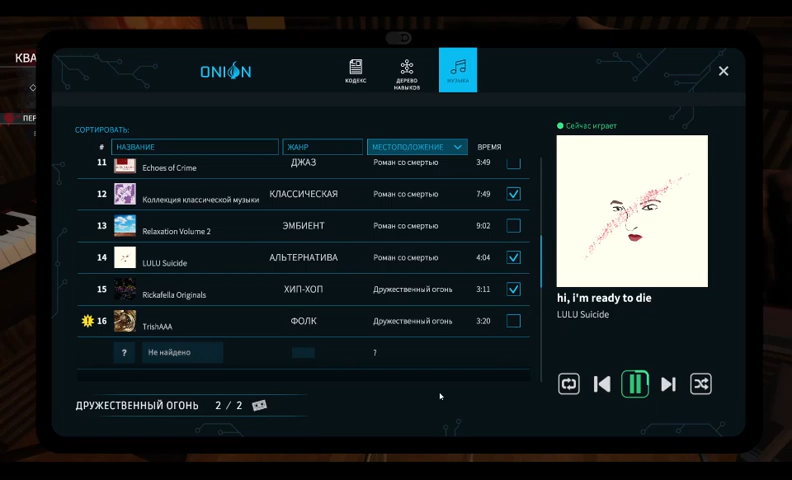 КВА
ПЕР
ONION
КОДЕКС
ДЕРЕВО
НАВЫКОВ
МУЗЫКА
СОРТИРОВАТЬ:
# НАЗВАНИЕ ЖАНР МЕСТОПОЛОЖЕНИЕ ВРЕМЯ
11 Echoes of Crime ДЖАЗ Роман со смертью 3:49
12 Коллекция классической музыки КЛАССИЧЕСКАЯ Роман со смертью 7:49
13 Relaxation Volume 2 ЭМБИЕНТ Роман со смертью 9:02
14 LULU Suicide АЛЬТЕРНАТИВА Роман со смертью 4:04
15 Rickafella Originals ХИП-ХОП Дружественный огонь 3:11
! 16 TrishAAA ФОЛК Дружественный огонь 3:20
? Не найдено ?
ДРУЖЕСТВЕННЫЙ ОГОНЬ 2 / 2
Сейчас играет
hi, i'm ready to die
LULU Suicide